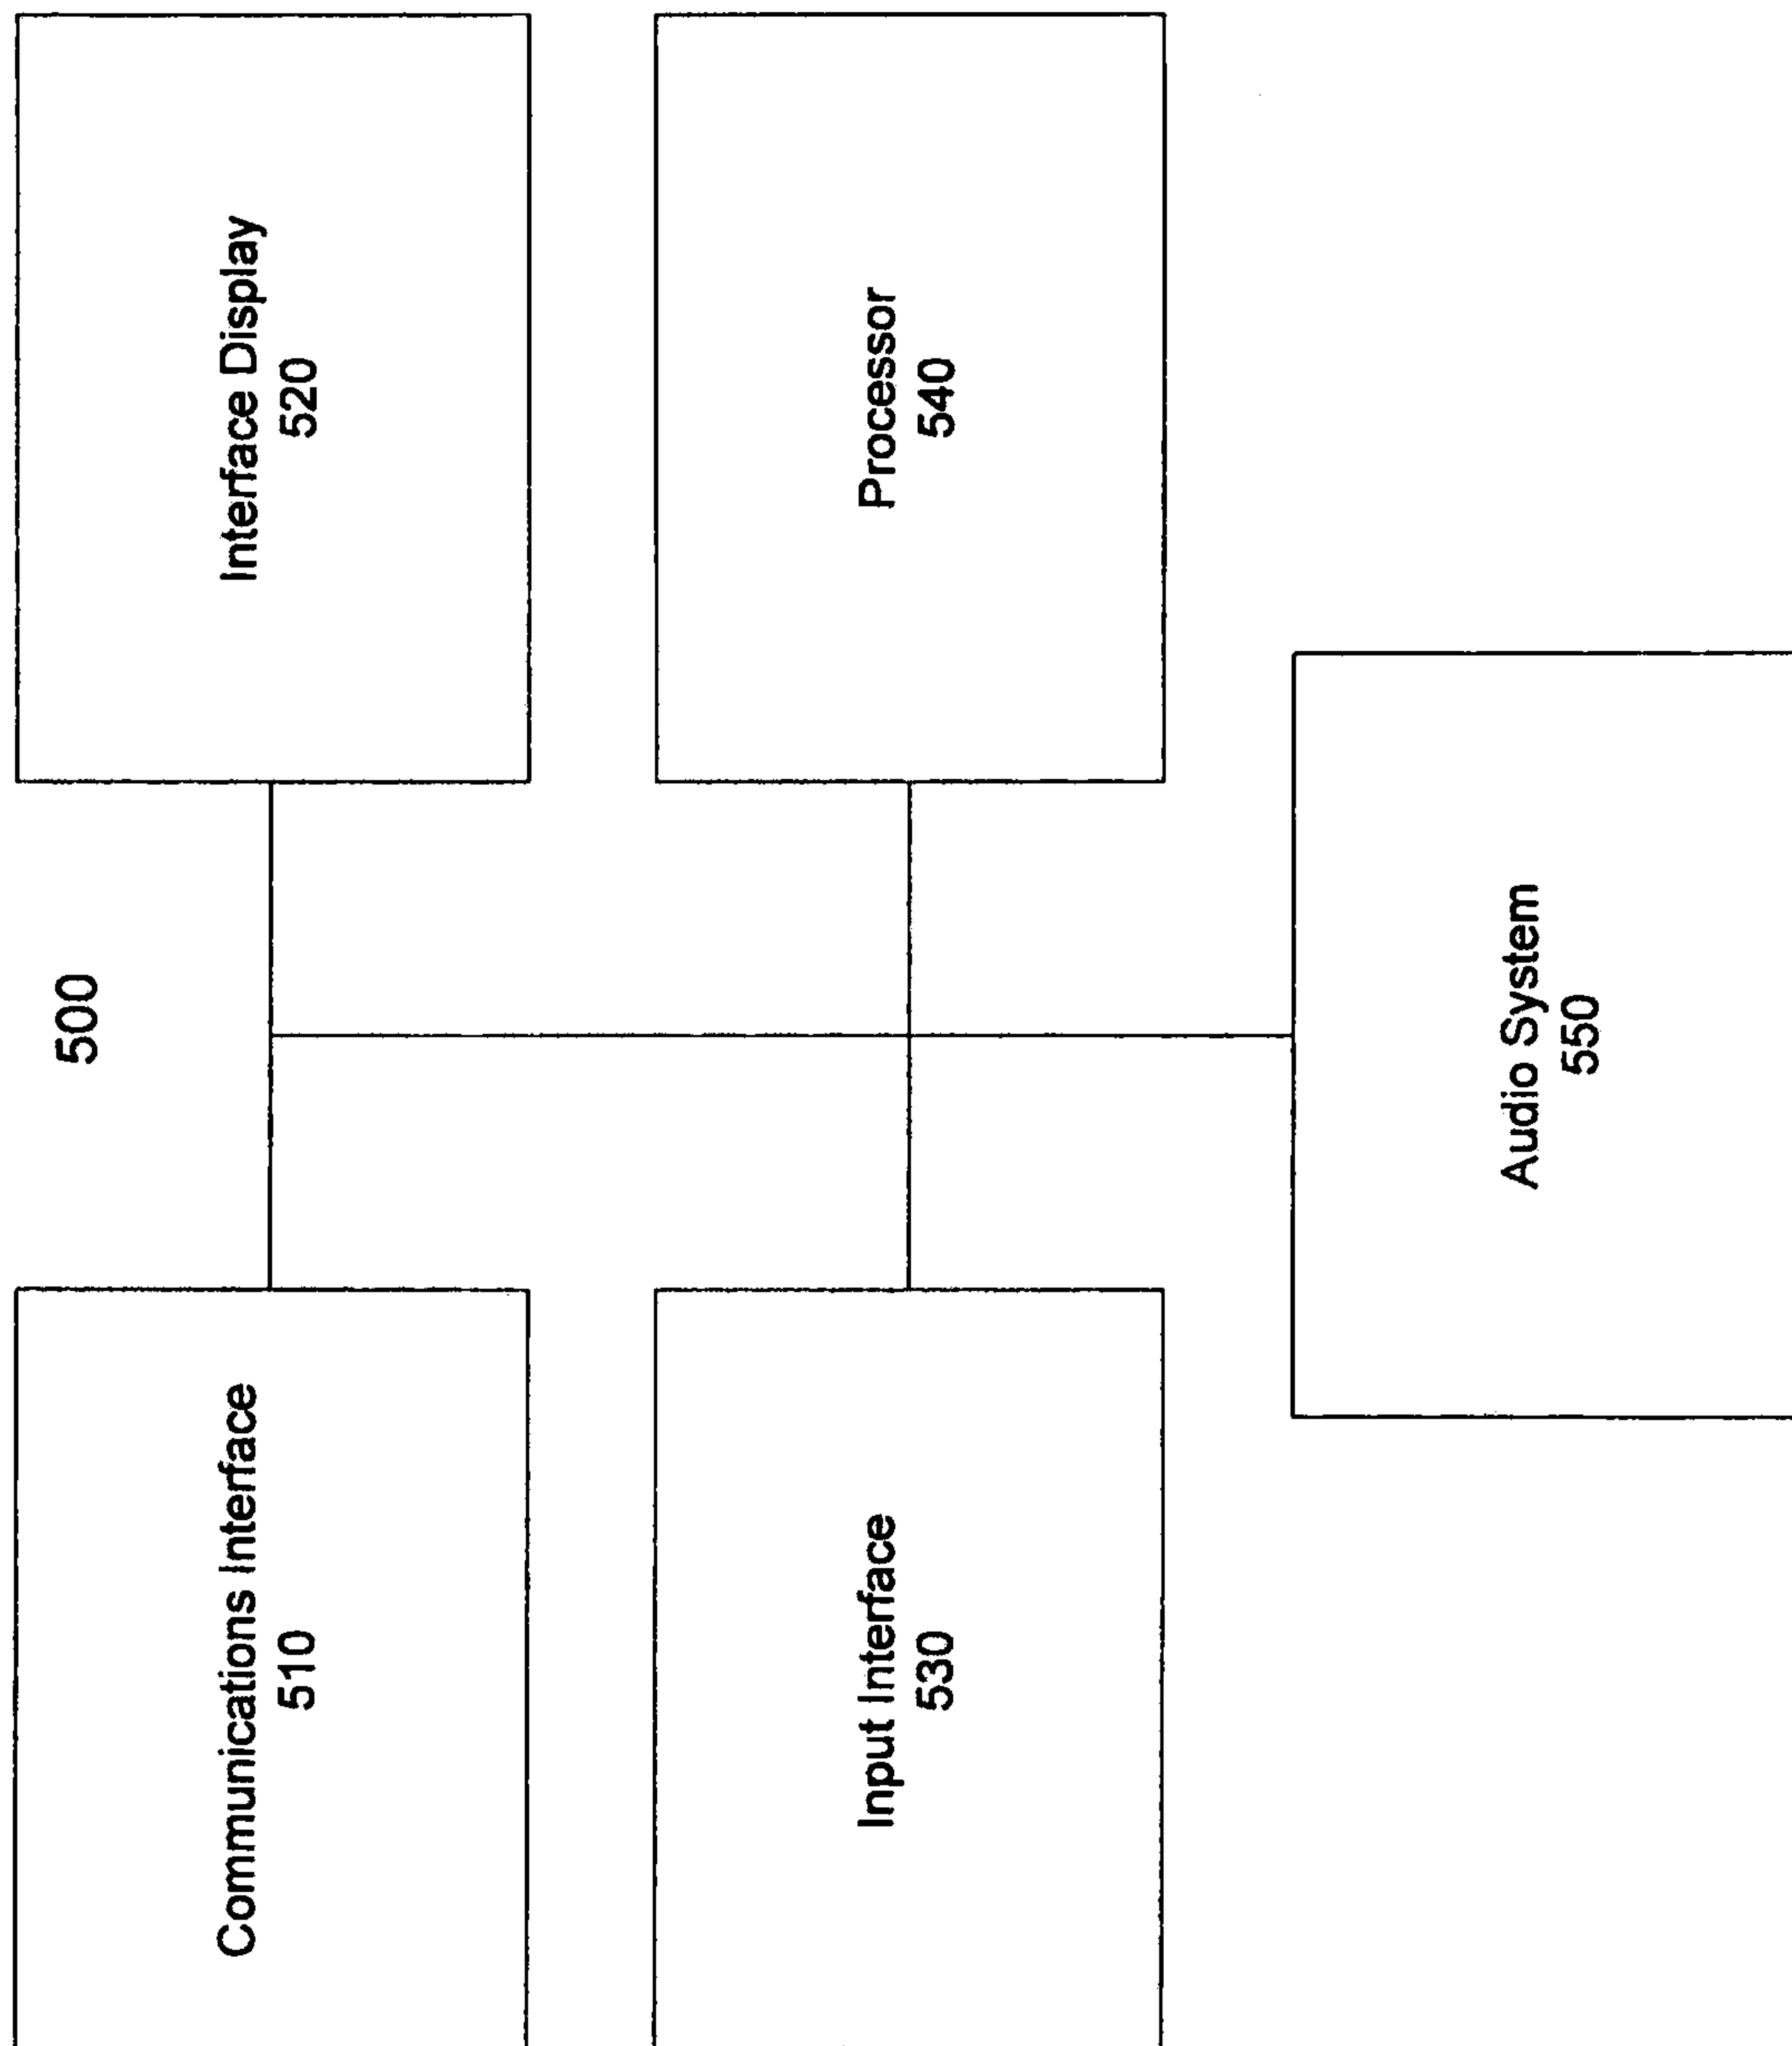 500
Communications Interface
510
Interface Display
520
Input Interface
530
Processor
540
Audio System
550